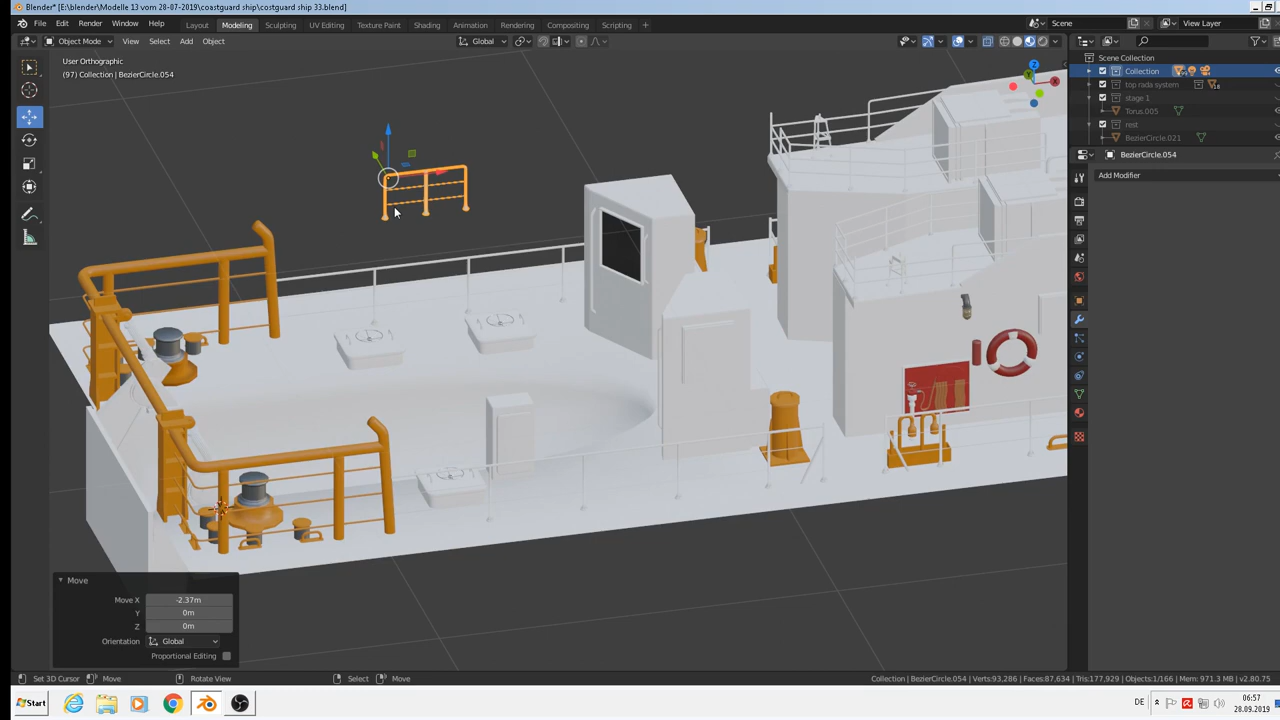 Blender* [E:\blender\Modelle 13 vom 28-07-2019\coastguard ship\costguard ship 33.blend]
File Edit Render Window Help Layout Modeling Sculpting UV Editing Texture Paint Shading Animation Rendering Compositing Scripting + Scene View Layer
Object Mode View Select Add Object Global
User Orthographic
(97) Collection | BezierCircle.054
Scene Collection
Collection
top rada system
stage 1
Torus.005
rest
BezierCircle.021
BezierCircle.054
Add Modifier
Z
Y
X
Move
Move X -2.37m
Y 0m
Z 0m
Orientation Global
Proportional Editing
Set 3D Cursor Move Rotate View Select Move Collection | BezierCircle.054 | Verts:93,286 | Faces:87,634 | Tris:177,929 | Objects:1/166 | Mem: 971.3 MB | v2.80.75
Start DE 06:57
28.09.2019